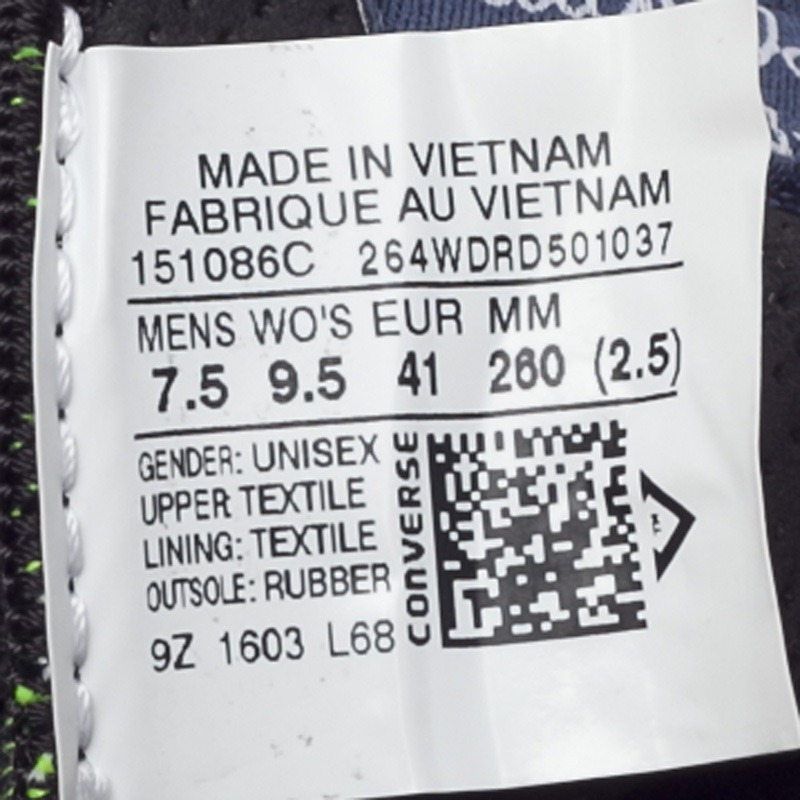 MADE IN VIETNAM
FABRIQUE AU VIETNAM
151086C 264WDRD501037
MENS WO'S EUR MM
7.5 9.5 41 260 (2.5)
GENDER: UNISEX
UPPER TEXTILE
LINING: TEXTILE
OUTSOLE: RUBBER
9Z 1603 L68
CONVERSE